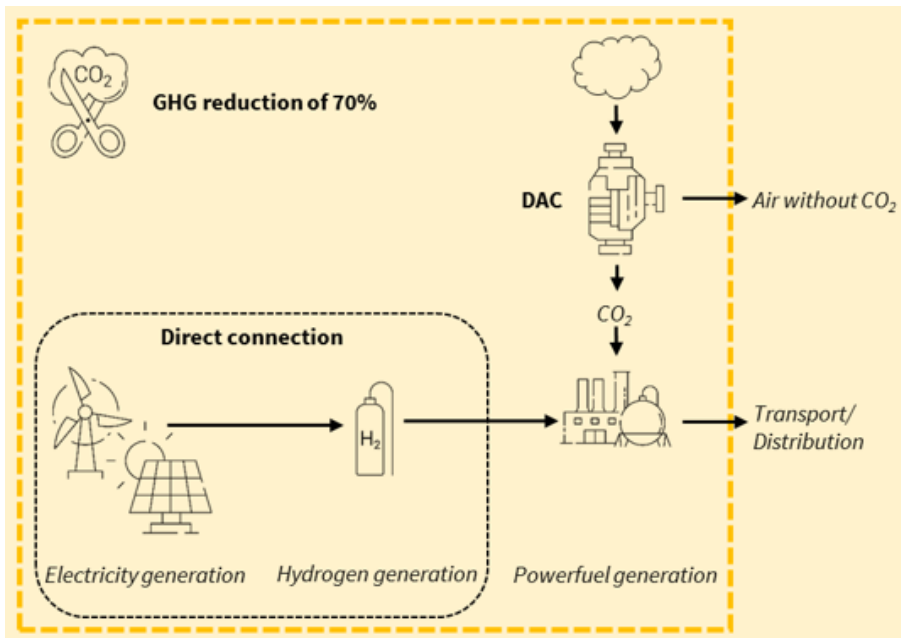 CO₂
GHG reduction of 70%
DAC
Air without CO₂
CO₂
Direct connection
H₂
Transport/
Distribution
Electricity generation
Hydrogen generation
Powerfuel generation